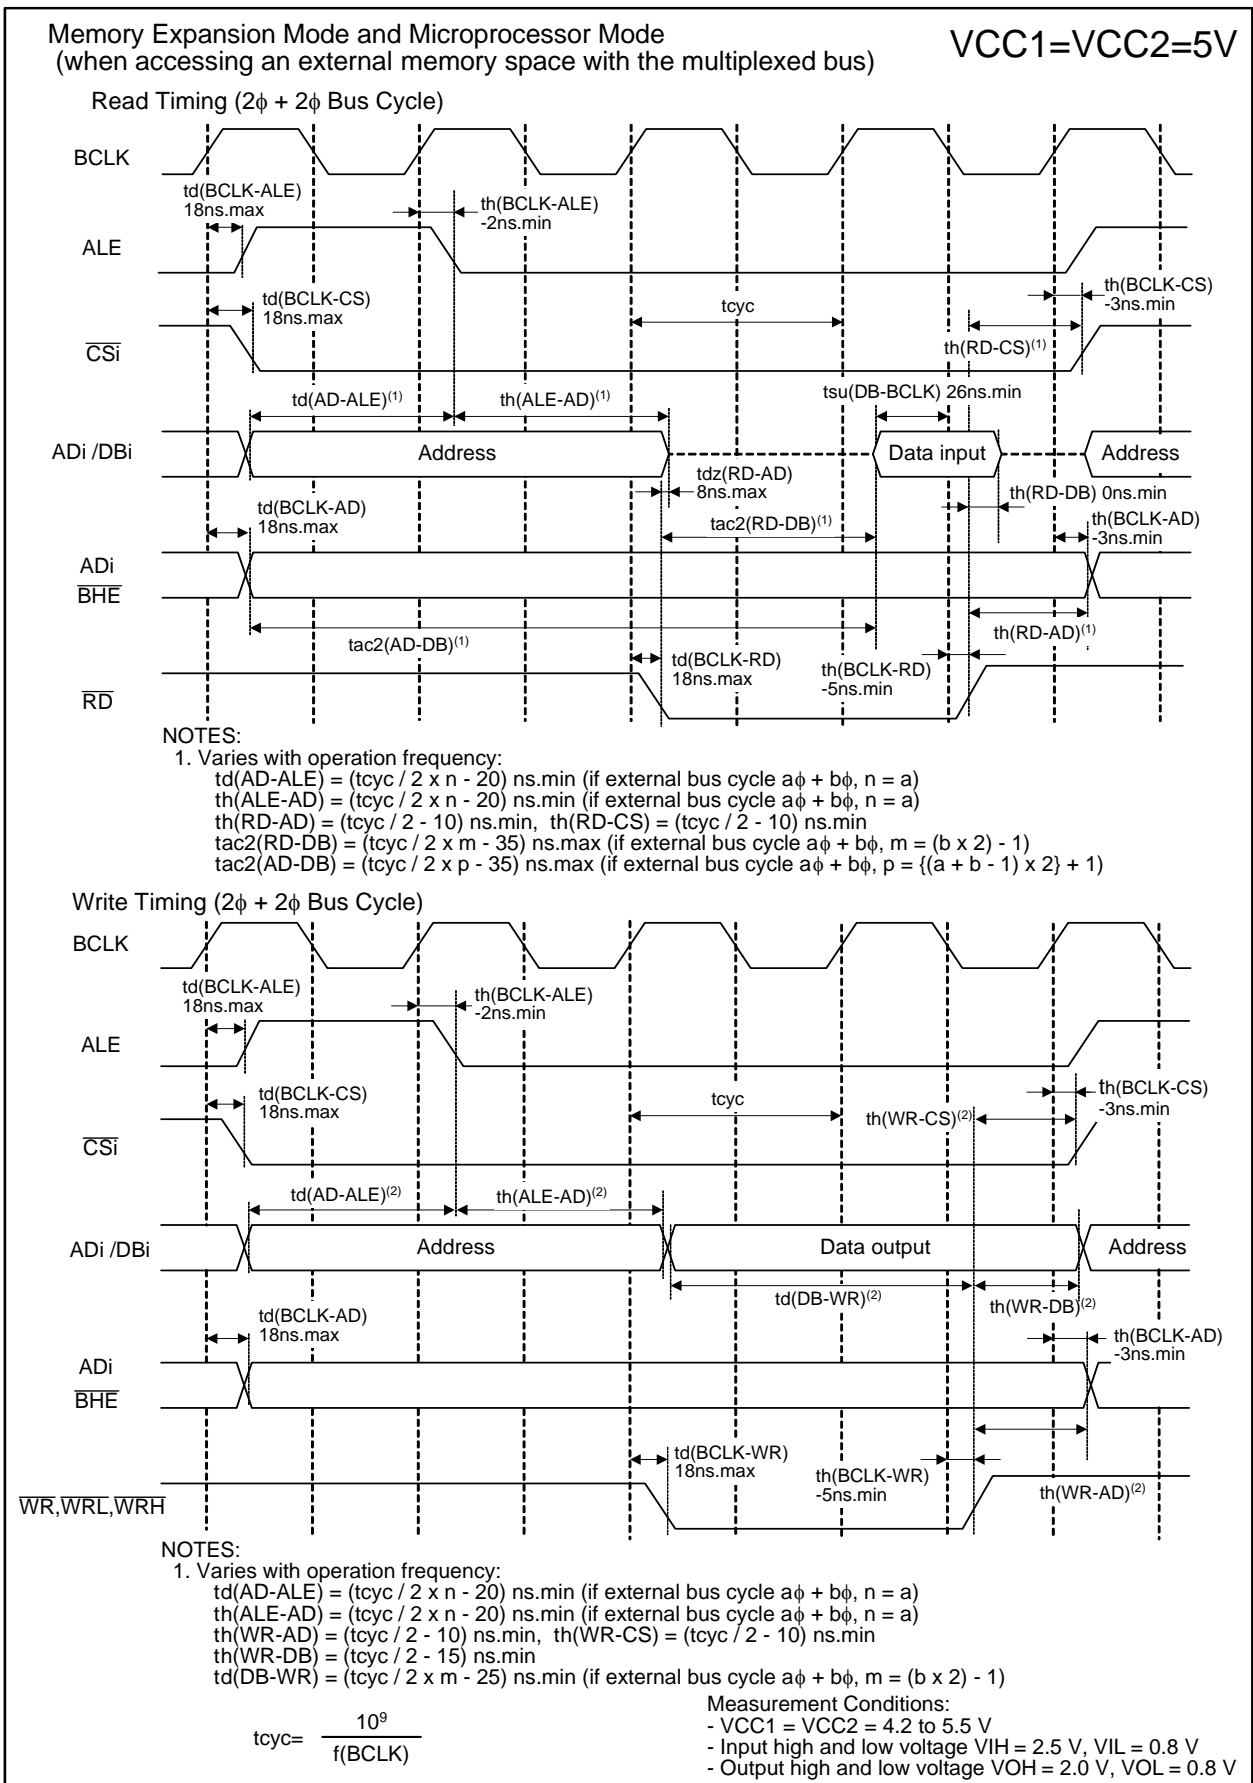 Memory Expansion Mode and Microprocessor Mode
(when accessing an external memory space with the multiplexed bus)
VCC1=VCC2=5V
Read Timing (2ϕ + 2ϕ Bus Cycle)
BCLK
td(BCLK-ALE)
18ns.max
th(BCLK-ALE)
-2ns.min
ALE
td(BCLK-CS)
18ns.max
tcyc
th(BCLK-CS)
-3ns.min
CSi
th(RD-CS)(1)
td(AD-ALE)(1)
th(ALE-AD)(1)
tsu(DB-BCLK) 26ns.min
ADi /DBi
Address
Data input
Address
tdz(RD-AD)
8ns.max
th(RD-DB) 0ns.min
td(BCLK-AD)
18ns.max
tac2(RD-DB)(1)
th(BCLK-AD)
-3ns.min
ADi
BHE
tac2(AD-DB)(1)
th(RD-AD)(1)
td(BCLK-RD)
18ns.max
th(BCLK-RD)
-5ns.min
RD
NOTES:
1. Varies with operation frequency:
td(AD-ALE) = (tcyc / 2 x n - 20) ns.min (if external bus cycle aϕ + bϕ, n = a)
th(ALE-AD) = (tcyc / 2 x n - 20) ns.min (if external bus cycle aϕ + bϕ, n = a)
th(RD-AD) = (tcyc / 2 - 10) ns.min, th(RD-CS) = (tcyc / 2 - 10) ns.min
tac2(RD-DB) = (tcyc / 2 x m - 35) ns.max (if external bus cycle aϕ + bϕ, m = (b x 2) - 1)
tac2(AD-DB) = (tcyc / 2 x p - 35) ns.max (if external bus cycle aϕ + bϕ, p = {(a + b - 1) x 2} + 1)
Write Timing (2ϕ + 2ϕ Bus Cycle)
BCLK
td(BCLK-ALE)
18ns.max
th(BCLK-ALE)
-2ns.min
ALE
td(BCLK-CS)
18ns.max
tcyc
th(WR-CS)(2)
th(BCLK-CS)
-3ns.min
CSi
td(AD-ALE)(2)
th(ALE-AD)(2)
ADi /DBi
Address
Data output
Address
td(DB-WR)(2)
th(WR-DB)(2)
td(BCLK-AD)
18ns.max
th(BCLK-AD)
-3ns.min
ADi
BHE
td(BCLK-WR)
18ns.max
th(BCLK-WR)
-5ns.min
th(WR-AD)(2)
WR,WRL,WRH
NOTES:
1. Varies with operation frequency:
td(AD-ALE) = (tcyc / 2 x n - 20) ns.min (if external bus cycle aϕ + bϕ, n = a)
th(ALE-AD) = (tcyc / 2 x n - 20) ns.min (if external bus cycle aϕ + bϕ, n = a)
th(WR-AD) = (tcyc / 2 - 10) ns.min, th(WR-CS) = (tcyc / 2 - 10) ns.min
th(WR-DB) = (tcyc / 2 - 15) ns.min
td(DB-WR) = (tcyc / 2 x m - 25) ns.min (if external bus cycle aϕ + bϕ, m = (b x 2) - 1)
tcyc= 10⁹
f(BCLK)
Measurement Conditions:
- VCC1 = VCC2 = 4.2 to 5.5 V
- Input high and low voltage VIH = 2.5 V, VIL = 0.8 V
- Output high and low voltage VOH = 2.0 V, VOL = 0.8 V